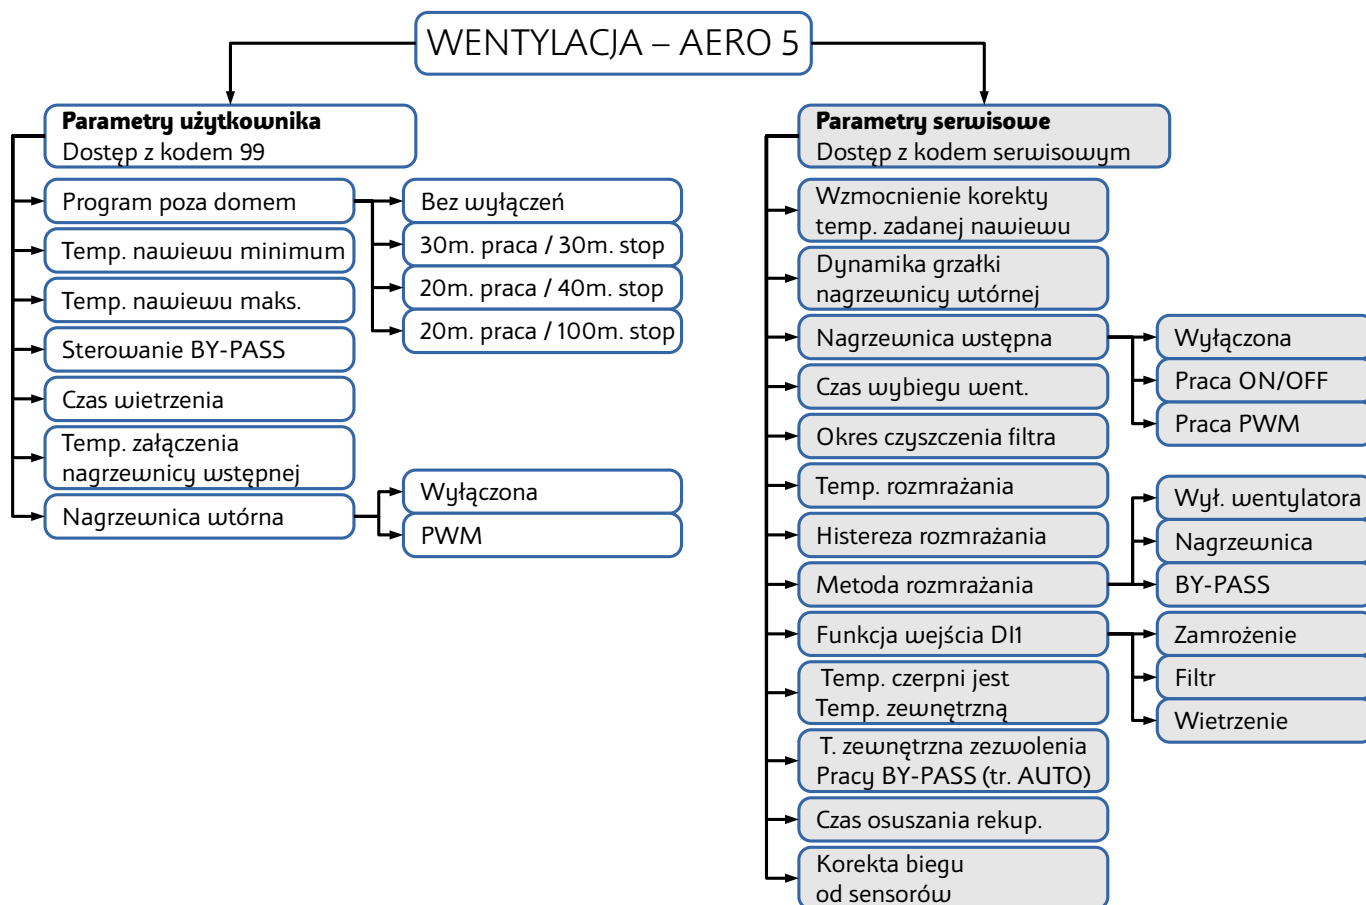 WENTYLACJA – AERO 5
Parametry użytkownika
Dostęp z kodem 99
Program poza domem
Temp. nawiewu minimum
Temp. nawiewu maks.
Sterowanie BY-PASS
Czas wietrzenia
Temp. załączenia
nagrzewnicy wstępnej
Nagrzewnica wtórna
Bez wyłączeń
30m. praca / 30m. stop
20m. praca / 40m. stop
20m. praca / 100m. stop
Wyłączona
PWM
Parametry serwisowe
Dostęp z kodem serwisowym
Wzmocnienie korekty
temp. zadanej nawiewu
Dynamika grzałki
nagrzewnicy wtórnej
Nagrzewnica wstępna
Czas wybiegu went.
Okres czyszczenia filtra
Temp. rozmrażania
Histereza rozmrażania
Metoda rozmrażania
Funkcja wejścia DI1
Temp. czerpni jest
Temp. zewnętrzną
T. zewnętrzna zezwolenia
Pracy BY-PASS (tr. AUTO)
Czas osuszania rekup.
Korekta biegu
od sensorów
Wyłączona
Praca ON/OFF
Praca PWM
Wył. wentylatora
Nagrzewnica
BY-PASS
Zamrożenie
Filtr
Wietrzenie